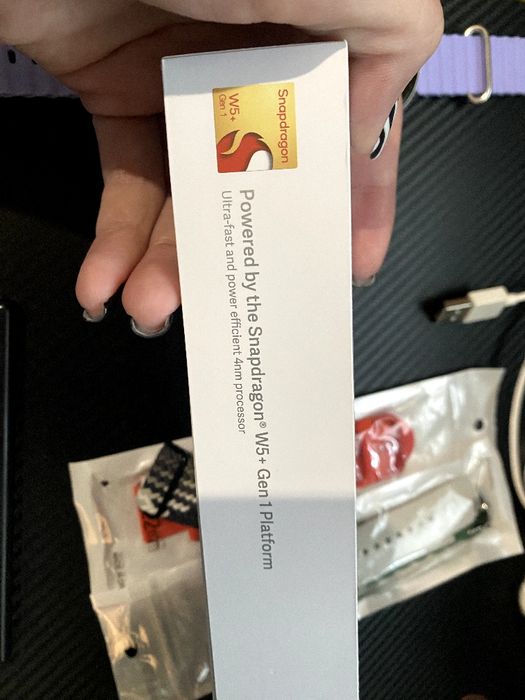 Snapdragon
W5+
Gen 1
Powered by the Snapdragon® W5+ Gen 1 Platform
Ultra-fast and power efficient 4nm processor